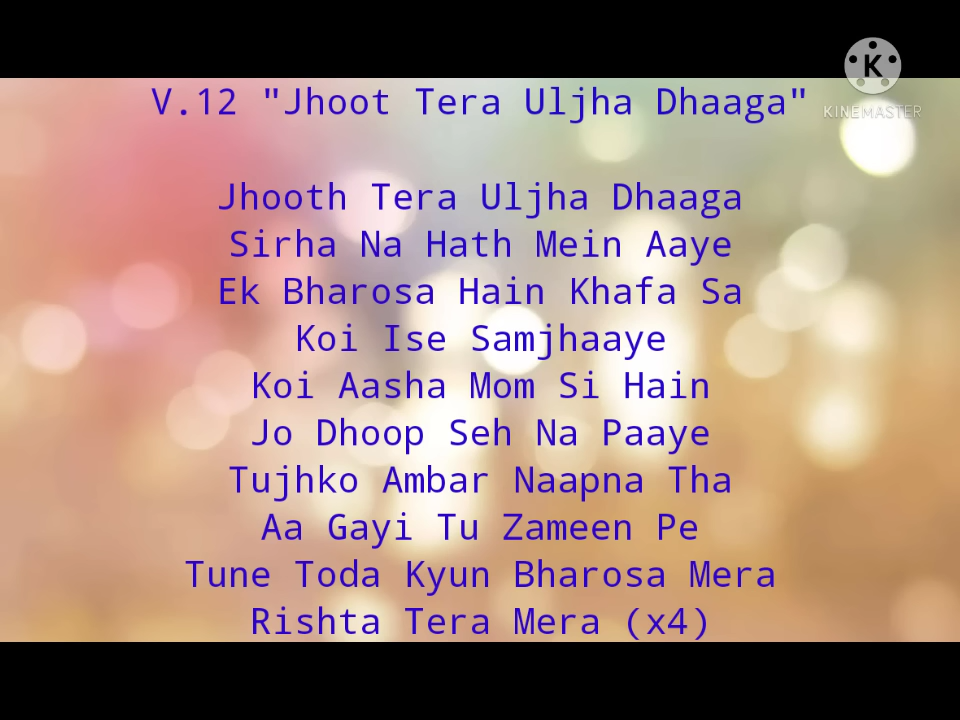 V.12 "Jhoot Tera Uljha Dhaaga"
K
KINEMASTER
Jhooth Tera Uljha Dhaaga
Sirha Na Hath Mein Aaye
Ek Bharosa Hain Khafa Sa
Koi Ise Samjhaaye
Koi Aasha Mom Si Hain
Jo Dhoop Seh Na Paaye
Tujhko Ambar Naapna Tha
Aa Gayi Tu Zameen Pe
Tune Toda Kyun Bharosa Mera
Rishta Tera Mera (x4)